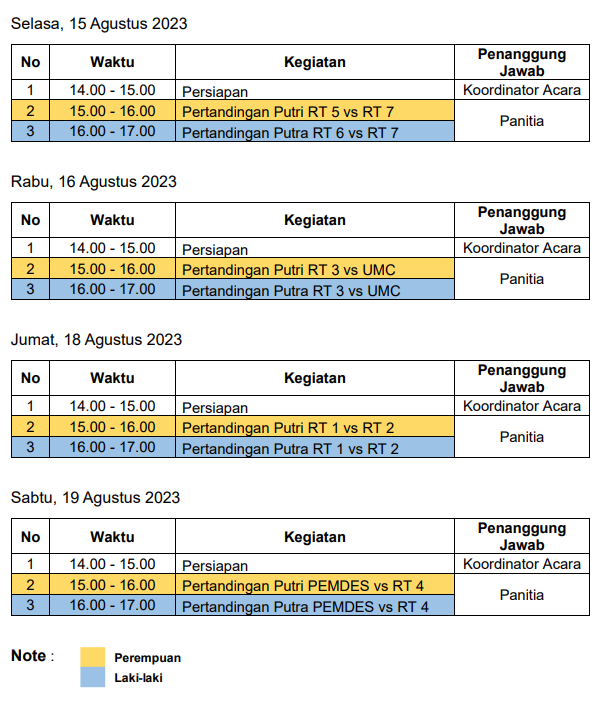 Selasa, 15 Agustus 2023
No Waktu Kegiatan Penanggung Jawab
1 14.00 - 15.00 Persiapan Koordinator Acara
2 15.00 - 16.00 Pertandingan Putri RT 5 vs RT 7 Panitia
3 16.00 - 17.00 Pertandingan Putra RT 6 vs RT 7
Rabu, 16 Agustus 2023
No Waktu Kegiatan Penanggung Jawab
1 14.00 - 15.00 Persiapan Koordinator Acara
2 15.00 - 16.00 Pertandingan Putri RT 3 vs UMC Panitia
3 16.00 - 17.00 Pertandingan Putra RT 3 vs UMC
Jumat, 18 Agustus 2023
No Waktu Kegiatan Penanggung Jawab
1 14.00 - 15.00 Persiapan Koordinator Acara
2 15.00 - 16.00 Pertandingan Putri RT 1 vs RT 2 Panitia
3 16.00 - 17.00 Pertandingan Putra RT 1 vs RT 2
Sabtu, 19 Agustus 2023
No Waktu Kegiatan Penanggung Jawab
1 14.00 - 15.00 Persiapan Koordinator Acara
2 15.00 - 16.00 Pertandingan Putri PEMDES vs RT 4 Panitia
3 16.00 - 17.00 Pertandingan Putra PEMDES vs RT 4
Note : Perempuan
Laki-laki